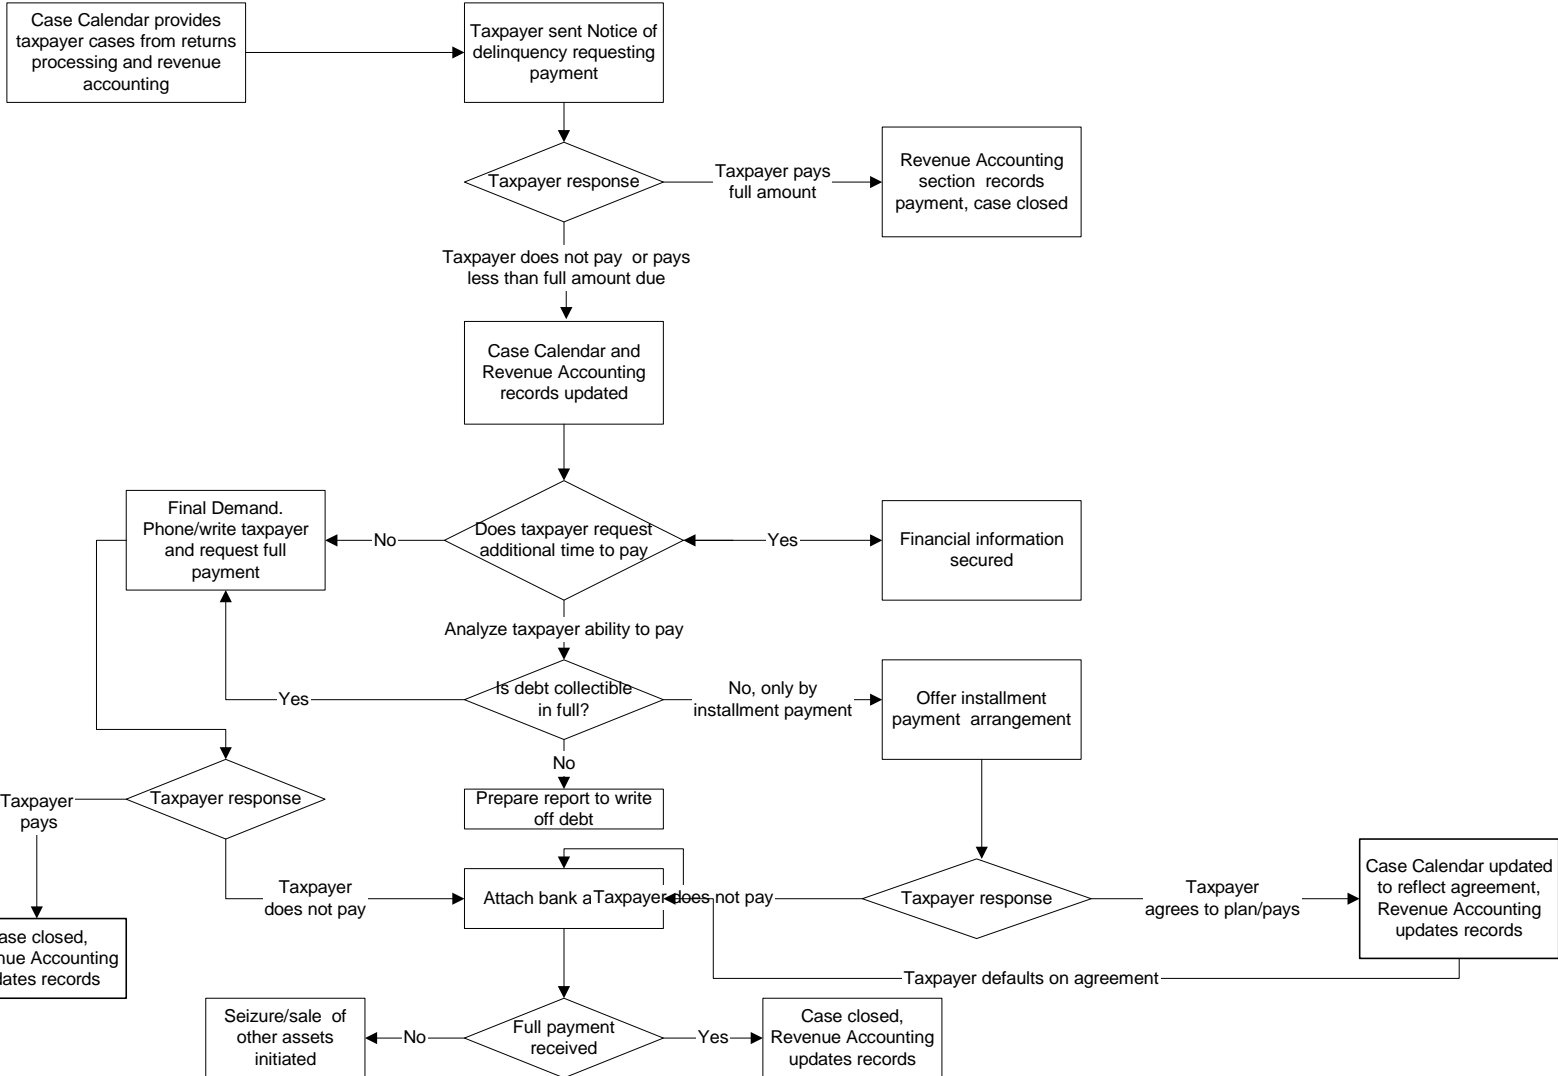 Case Calendar provides
taxpayer cases from returns
processing and revenue
accounting
Taxpayer sent Notice of
delinquency requesting
payment
Taxpayer response
Taxpayer pays
full amount
Revenue Accounting
section records
payment, case closed
Taxpayer does not pay or pays
less than full amount due
Case Calendar and
Revenue Accounting
records updated
Final Demand.
Phone/write taxpayer
and request full
payment
No
Does taxpayer request
additional time to pay
Yes
Financial information
secured
Analyze taxpayer ability to pay
Yes
Is debt collectible
in full?
No, only by
installment payment
Offer installment
payment arrangement
No
Prepare report to write
off debt
Taxpayer
pays
Taxpayer response
Taxpayer
does not pay
Attach bank a
Taxpayer does not pay
Taxpayer response
Taxpayer
agrees to plan/pays
Case Calendar updated
to reflect agreement,
Revenue Accounting
updates records
ase closed,
nue Accounting
dates records
Taxpayer defaults on agreement
Seizure/sale of
other assets
initiated
No
Full payment
received
Yes
Case closed,
Revenue Accounting
updates records